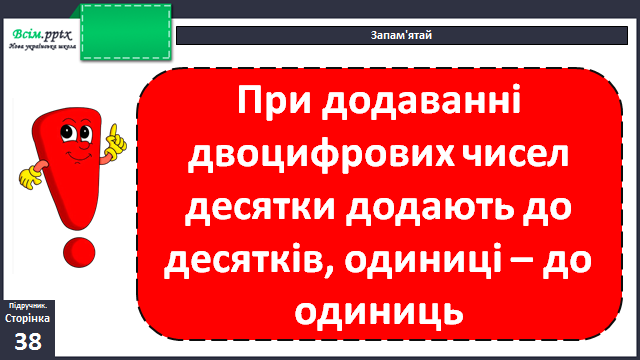 Всім.pptx
Нова українська школа
Запам'ятай
При додаванні
двоцифрових чисел
десятки додають до
десятків, одиниці – до
одиниць
Підручник.
Сторінка
38